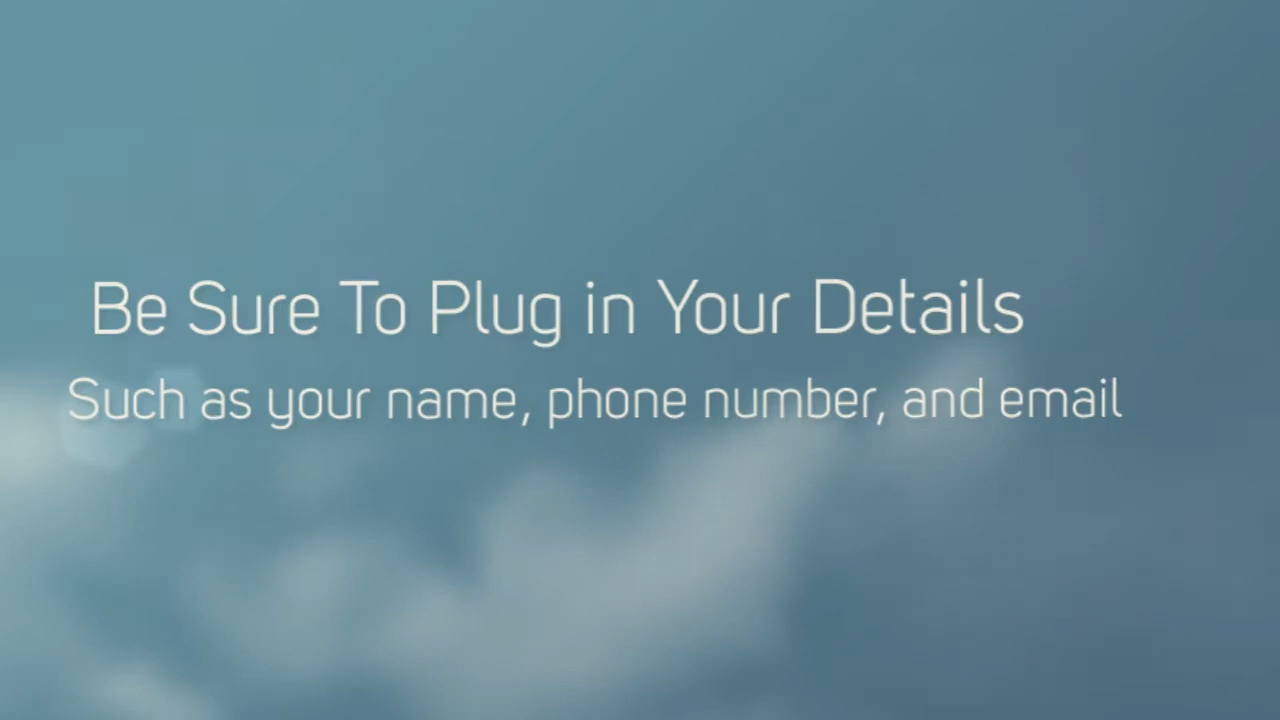 Be Sure To Plug in Your Details
Such as your name, phone number, and email